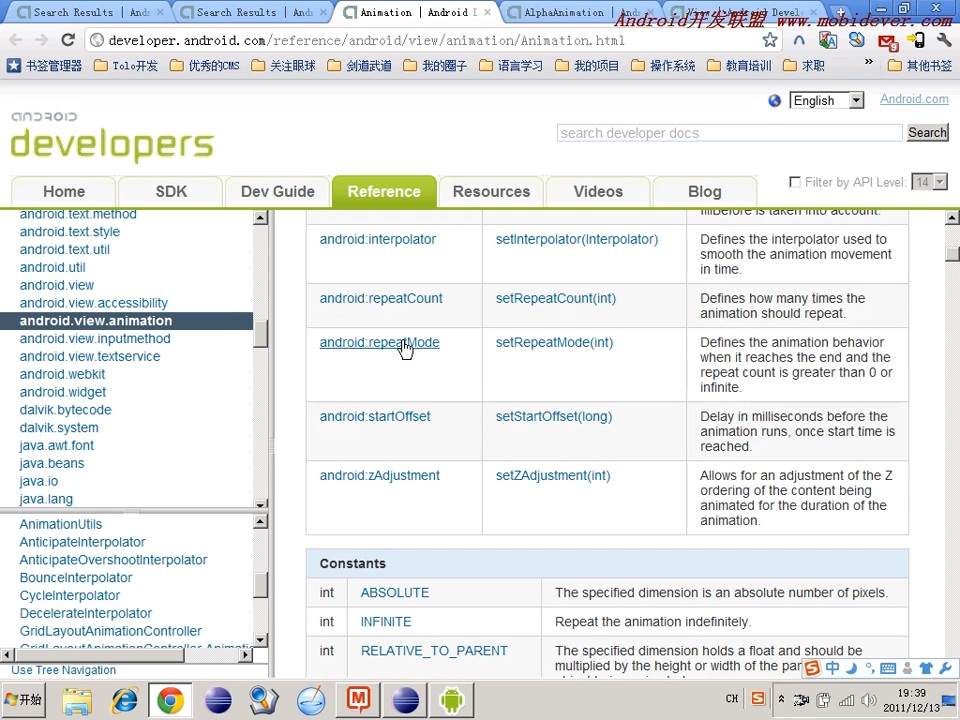 Search Results | And
Search Results | And
Animation | Android D
AlphaAnimation | And
Android开发联盟 www.mobidever.com
developer.android.com/reference/android/view/animation/Animation.html
书签管理器 Tolo开发 优秀的CMS 关注眼球 剑道武道 我的圈子 语言学习 我的项目 操作系统 教育培训 求职 » 其他书签
English Android.com
ANDROID
developers
search developer docs Search
Home SDK Dev Guide Reference Resources Videos Blog
Filter by API Level: 14
android.text.method
android.text.style
android.text.util
android.util
android.view
android.view.accessibility
android.view.animation
android.view.inputmethod
android.view.textservice
android.webkit
android.widget
dalvik.bytecode
dalvik.system
java.awt.font
java.beans
java.io
java.lang
AnimationUtils
AnticipateInterpolator
AnticipateOvershootInterpolator
BounceInterpolator
CycleInterpolator
DecelerateInterpolator
GridLayoutAnimationController
GridLayoutAnimationController.Animati
Use Tree Navigation
fillBefore is taken into account.
android:interpolator setInterpolator(Interpolator) Defines the interpolator used to
smooth the animation movement
in time.
android:repeatCount setRepeatCount(int) Defines how many times the
animation should repeat.
android:repeatMode setRepeatMode(int) Defines the animation behavior
when it reaches the end and the
repeat count is greater than 0 or
infinite.
android:startOffset setStartOffset(long) Delay in milliseconds before the
animation runs, once start time is
reached.
android:zAdjustment setZAdjustment(int) Allows for an adjustment of the Z
ordering of the content being
animated for the duration of the
animation.
Constants
int ABSOLUTE The specified dimension is an absolute number of pixels.
int INFINITE Repeat the animation indefinitely.
int RELATIVE_TO_PARENT The specified dimension holds a float and should be
multiplied by the height or width of the
中
开始
CH
19:39
2011/12/13